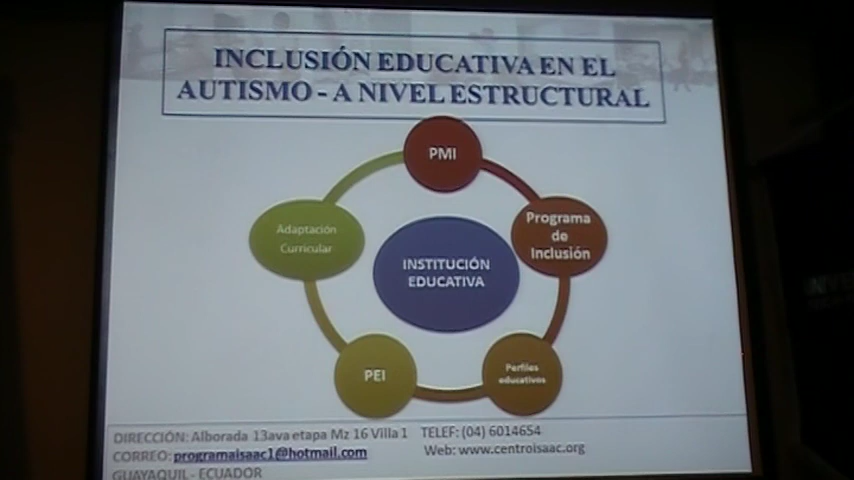 INCLUSIÓN EDUCATIVA EN EL
AUTISMO - A NIVEL ESTRUCTURAL
PMI
Adaptación
Curricular
Programa
de
Inclusión
INSTITUCIÓN
EDUCATIVA
PEI
Perfiles
educativos
DIRECCIÓN: Alborada 13ava etapa Mz 16 Villa 1 TELEF: (04) 6014654
CORREO: programaisaac1@hotmail.com Web: www.centroisaac.org
GUAYAQUIL - ECUADOR